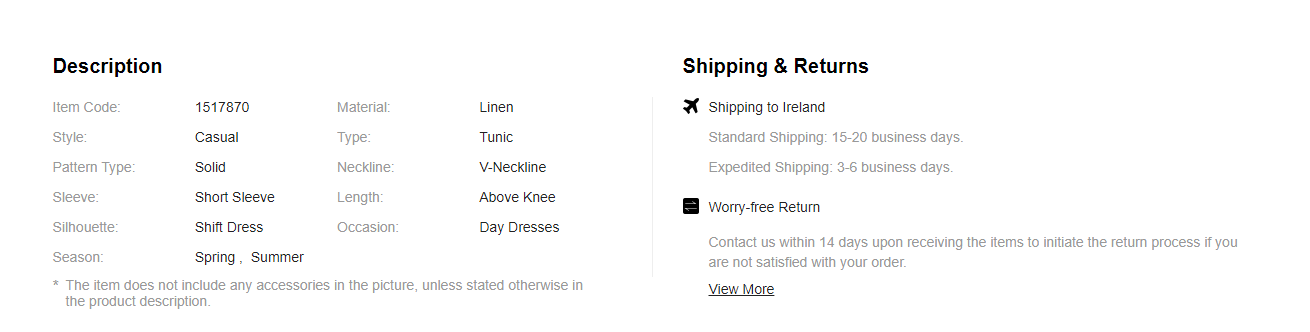 Description
Item Code: 1517870 Material: Linen
Style: Casual Type: Tunic
Pattern Type: Solid Neckline: V-Neckline
Sleeve: Short Sleeve Length: Above Knee
Silhouette: Shift Dress Occasion: Day Dresses
Season: Spring , Summer
* The item does not include any accessories in the picture, unless stated otherwise in
the product description.
Shipping & Returns
Shipping to Ireland
Standard Shipping: 15-20 business days.
Expedited Shipping: 3-6 business days.
Worry-free Return
Contact us within 14 days upon receiving the items to initiate the return process if you
are not satisfied with your order.
View More